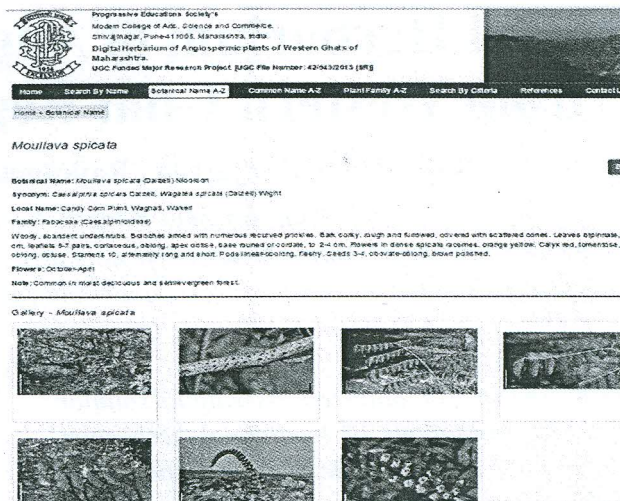 Progressive Educations Society's
Modern College of Arts, Science and Commerce,
Shivajinagar, Pune-411005, Maharashtra, India.
Digital Herbarium of Angiospermic plants of Western Ghats of
Maharashtra.
UGC Funded Major Research Project [UGC File Number: 42/943/2013 (SR)]
Home Search By Name Botanical Name A-Z Common Name A-Z Plant Family A-Z Search By Criteria References Contact U
Home » Botanical Name
Moullava spicata
Botanical Name: Moullava spicata (Dalzell) Nicolson
Synonym: Caesalpinia spicata Dalzell, Wagatea spicata (Dalzell) Wight
Local Name: Candy Corn Plant, Waghati, Wakeri
Family: Fabaceae (Caesalpinioideae)
Woody, scandent undershrubs. Branches armed with numerous recurved prickles. Bark corky, rough and furrowed, covered with scattered cones. Leaves bipinnate,
cm, leaflets 5-7 pairs, coriaceous, oblong, apex obtuse, base round or cordate, to 2-4 cm. Flowers in dense spicate racemes, orange yellow. Calyx red, tomentose,
oblong, obtuse. Stamens 10, alternately long and short. Pods linear-oblong, fleshy. Seeds 3-4, obovate-oblong, brown polished.
Flowers: October-April
Note: Common in moist deciduous and semievergreen forest.
Gallery - Moullava spicata